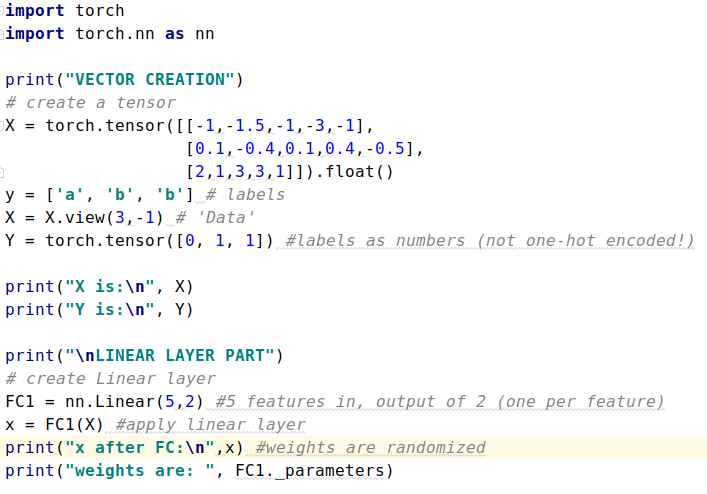 import torch
import torch.nn as nn
print("VECTOR CREATION")
# create a tensor
X = torch.tensor([[-1,-1.5,-1,-3,-1],
[0.1,-0.4,0.1,0.4,-0.5],
[2,1,3,3,1]]).float()
y = ['a', 'b', 'b'] # labels
X = X.view(3,-1) # 'Data'
Y = torch.tensor([0, 1, 1]) #labels as numbers (not one-hot encoded!)
print("X is:\n", X)
print("Y is:\n", Y)
print("\nLINEAR LAYER PART")
# create Linear layer
FC1 = nn.Linear(5,2) #5 features in, output of 2 (one per feature)
x = FC1(X) #apply linear layer
print("x after FC:\n",x) #weights are randomized
print("weights are: ", FC1._parameters)